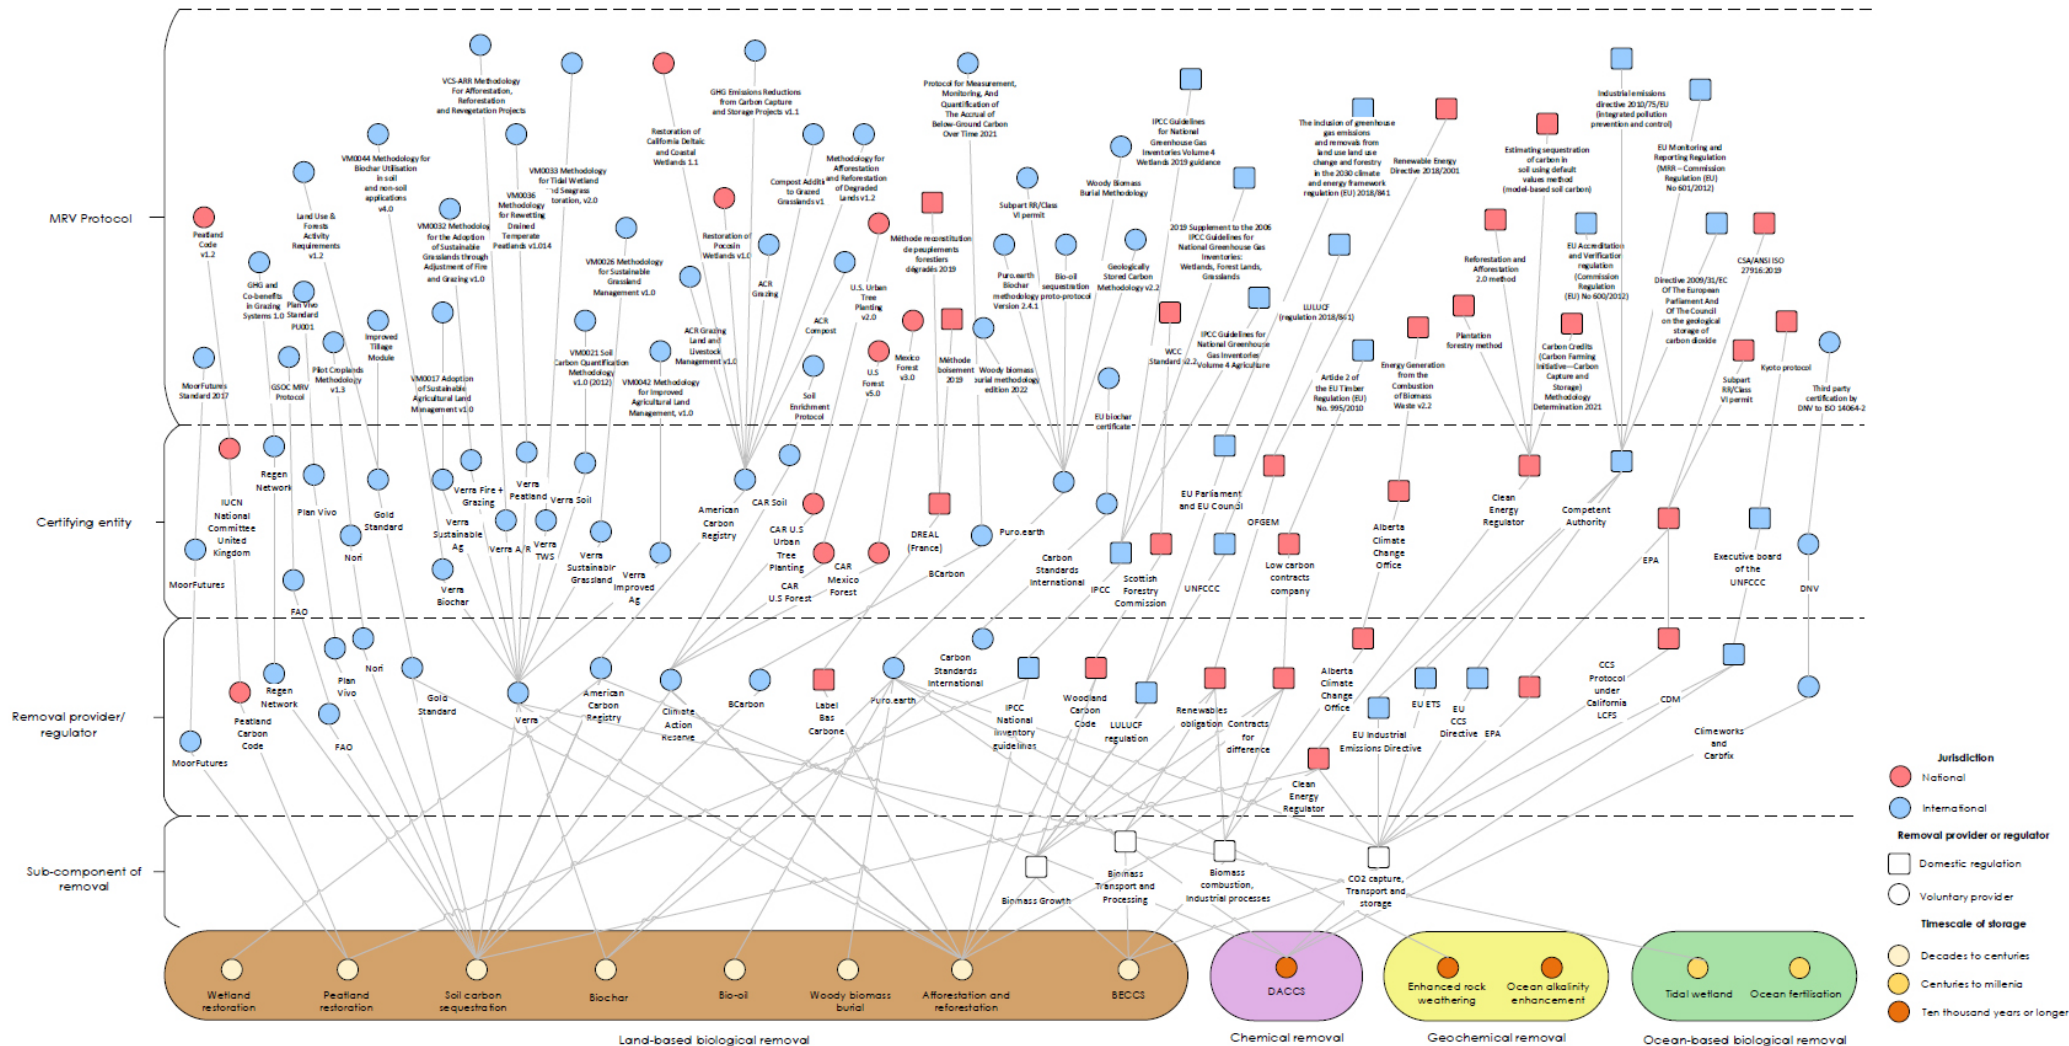 MRV Protocol
VCS-ARR Methodology
For Afforestation,
Reforestation
and Revegetation Projects
Restoration of
California Deltaic
and Coastal
Wetlands 1.1
GHG Emissions Reductions
from Carbon Capture
and Storage Projects v1.1
Protocol for Measurement,
Monitoring, And
Quantification of
The Accrual of
Below-Ground Carbon
Over Time 2021
IPCC Guidelines
for National
Greenhouse Gas
Inventories Volume 4
Wetlands 2019 guidance
The inclusion of greenhouse
gas emissions
and removals from
land use land use
change and forestry
in the 2030 climate
and energy framework
regulation (EU) 2018/841
Renewable Energy
Directive 2018/2001
Estimating sequestration
of carbon in
soil using default
values method
(model-based soil carbon)
Industrial emissions
directive 2010/75/EU
(integrated pollution
prevention and control)
EU Monitoring and
Reporting Regulation
(MRR – Commission
Regulation (EU)
No 601/2012)
VM0044 Methodology for
Biochar Utilisation
in soil
and non-soil
applications
v4.0
VM0033 Methodology
for Tidal Wetland
and Seagrass
toration, v2.0
VM0036
Methodology
for Rewetting
Drained
Temperate
Peatlands v1.014
Compost Additi
to Grazed
Grasslands v1
Methodology for
Afforestation
and Reforestation
of Degraded
Lands v1.2
Woody Biomass
Burial Methodology
Subpart RR/Class
VI permit
Peatland
Code
v1.2
Land Use &
Forests
Activity
Requirements
v1.2
VM0032 Methodolog
for the Adoption
of Sustainable
Grasslands through
Adjustment of Fire
and Grazing v1.0
VM0026 Methodology
for Sustainable
Grassland
Management v1.0
Restoration of
Pocosin
Wetlands v1.0
Méthode reconstitution
de peuplements
forestiers
dégradés 2019
2019 Supplement to the 2006
IPCC Guidelines for
National Greenhouse Gas
Inventories:
Wetlands, Forest Lands,
Grasslands
Reforestation and
Afforestation
2.0 method
EU Accreditation
and Verification
regulation
(Commission
Regulation
(EU) No 600/2012)
Directive 2009/31/EC
Of The European
Parliament And
Of The Council
on the geological
storage of
carbon dioxide
CSA/ANSI ISO
27916:2019
GHG and
Co-benefits
in Grazing
Systems 1.0
Plan Vivo
Standard
PU001
ACR
Grazing
U.S. Urban
Tree
Planting
v2.0
Puro.earth
Biochar
methodology
Version 2.4.1
Bio-oil
sequestration
proto-protocol
Geologically
Stored Carbon
Methodology v2.2
LULUCF
(regulation 2018/861)
Plantation
forestry method
MoorFutures
Standard 2017
GSOC MRV
Protocol
Pilot Croplands
Methodology
v1.3
Improved
Tillage
Module
VM0017 Adoption
of Sustainable
Agricultural Land
Management v1.0
VM0021 Soil
Carbon Quantification
Methodology
v1.0 (2012)
VM0042 Methodology
for Improved
Agricultural Land
Management, v1.0
ACR Grazing
Land and
Livestock
Management v1.0
ACR
Compost
Soil
Enrichment
Protocol
U.S
Forest
v5.0
Mexico
Forest
v3.0
Méthode
boisement
2019
Woody biomass
burial methodology
edition 2022
EU biochar
certificate
WCC
Standard v2.2
IPCC Guidelines for
National Greenhouse
Gas Inventories
Volume 4 Agriculture
Article 2 of
the EU Timber
Regulation (EU)
No. 995/2010
Energy Generation
from the
Combustion
of Biomass
Waste v2.2
Carbon Credits
(Carbon Farming
Initiative—Carbon
Capture and
Storage)
Methodology
Determination 2021
Subpart
RR/Class
VI permit
Kyoto protocol
Third party
certification by
DNV to ISO 14064-2
Certifying entity
MoorFutures
IUCN
National
Committee
United
Kingdom
Regen
Network
FAO
Plan Vivo
Nori
Gold
Standard
Verra Fire +
Grazing
Verra
Sustainable
Ag
Verra
Biochar
Verra A/R
Verra
Peatland
Verra
TWS
Verra Soil
Verra
Sustainable
Grassland
Verra
Improved
Ag
American
Carbon
Registry
CAR Soil
CAR U.S
Urban
Tree
Planting
CAR
U.S Forest
CAR
Mexico
Forest
DREAL
(France)
BCarbon
Puro.earth
Carbon
Standards
International
IPCC
Scottish
Forestry
Commission
EU Parliament
and EU Council
UNFCCC
OFGEM
Low carbon
contracts
company
Alberta
Climate
Change
Office
Clean
Energy
Regulator
Competent
Authority
EPA
Executive board
of the
UNFCCC
DNV
Removal provider/
regulator
MoorFutures
Peatland
Carbon
Code
Regen
Network
FAO
Plan
Vivo
Nori
Gold
Standard
Verra
American
Carbon
Registry
Climate
Action
Reserve
BCarbon
Label
Bas
Carbone
Puro.earth
Carbon
Standards
International
IPCC
National
inventory
guidelines
Woodland
Carbon
Code
LULUCF
regulation
Renewables
obligation
Contracts
for
difference
Clean
Energy
Regulator
Alberta
Climate
Change
Office
EU Industrial
Emissions Directive
EU ETS
EU
CCS
Directive
EPA
CCS
Protocol
under
California
LCFS
CDM
Climeworks
and
Carbfix
Sub-component of
removal
Biomass Growth
Biomass
Transport and
Processing
Biomass
combustion,
Industrial processes
CO2 capture,
Transport and
storage
Wetland
restoration
Peatland
restoration
Soil carbon
sequestration
Biochar
Bio-oil
Woody biomass
burial
Afforestation and
reforestation
BECCS
DACCS
Enhanced rock
weathering
Ocean alkalinity
enhancement
Tidal wetland
Ocean fertilisation
Land-based biological removal
Chemical removal
Geochemical removal
Ocean-based biological removal
Jurisdiction
National
International
Removal provider or regulator
Domestic regulation
Voluntary provider
Timescale of storage
Decades to centuries
Centuries to millenia
Ten thousand years or longer